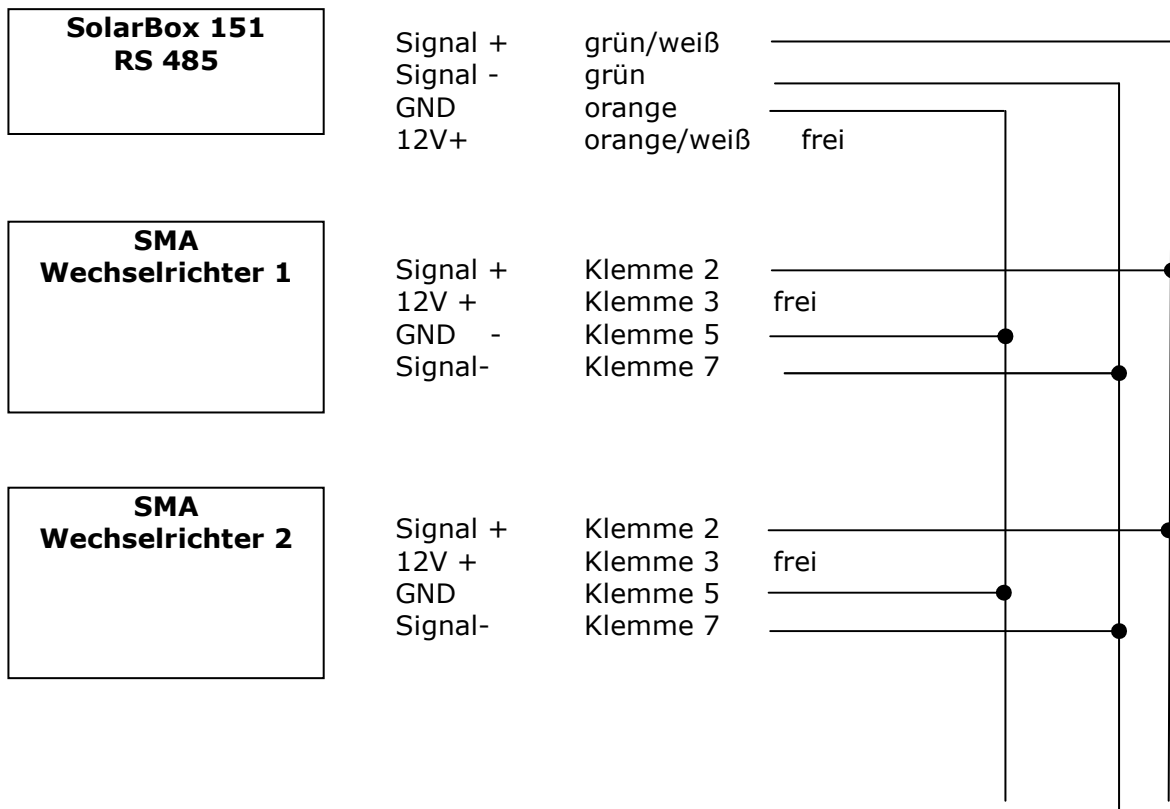 SolarBox 151
RS 485
Signal + grün/weiß
Signal - grün
GND orange
12V+ orange/weiß frei
SMA
Wechselrichter 1
Signal + Klemme 2
12V + Klemme 3 frei
GND - Klemme 5
Signal- Klemme 7
SMA
Wechselrichter 2
Signal + Klemme 2
12V + Klemme 3 frei
GND Klemme 5
Signal- Klemme 7